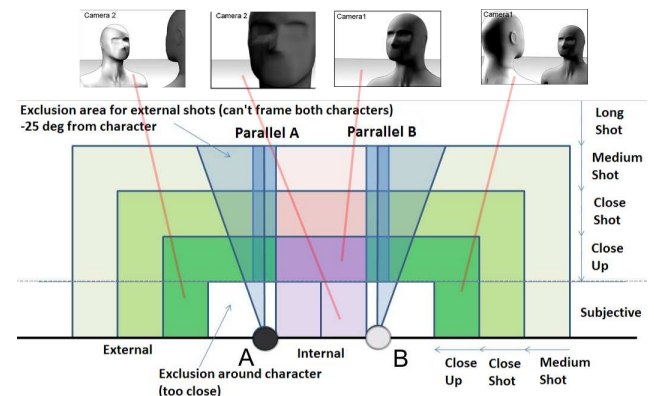 Camera 2
Camera 2
Camera1
Camera1
Exclusion area for external shots (can't frame both characters)
-25 deg from character
Parallel A
Parrallel B
Long
Shot
Medium
Shot
Close
Shot
Close
Up
Subjective
External
A
Internal
B
Exclusion around character
(too close)
Close
Up
Close
Shot
Medium
Shot